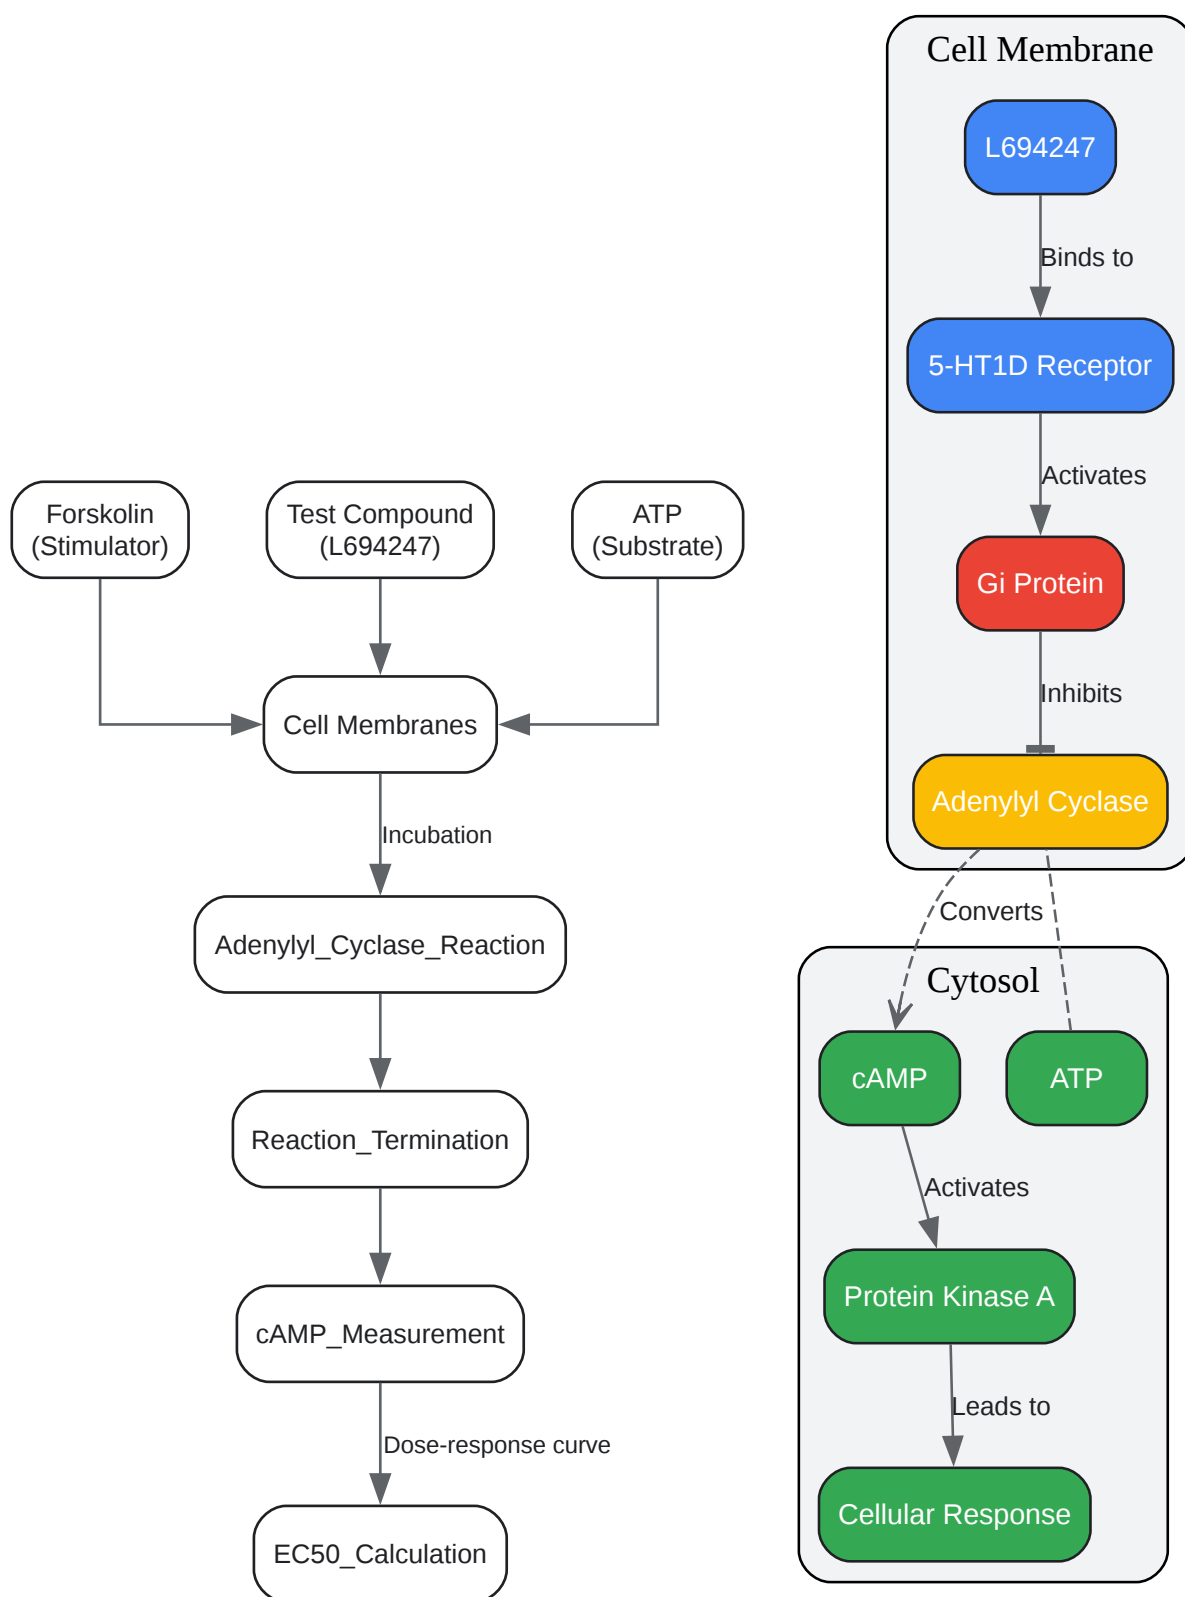 Forskolin
(Stimulator)
Test Compound
(L694247)
ATP
(Substrate)
Cell Membranes
Incubation
Adenylyl_Cyclase_Reaction
Reaction_Termination
cAMP_Measurement
Dose-response curve
EC50_Calculation
Cell Membrane
L694247
Binds to
5-HT1D Receptor
Activates
Gi Protein
Inhibits
Adenylyl Cyclase
Converts
Cytosol
cAMP
ATP
Activates
Protein Kinase A
Leads to
Cellular Response